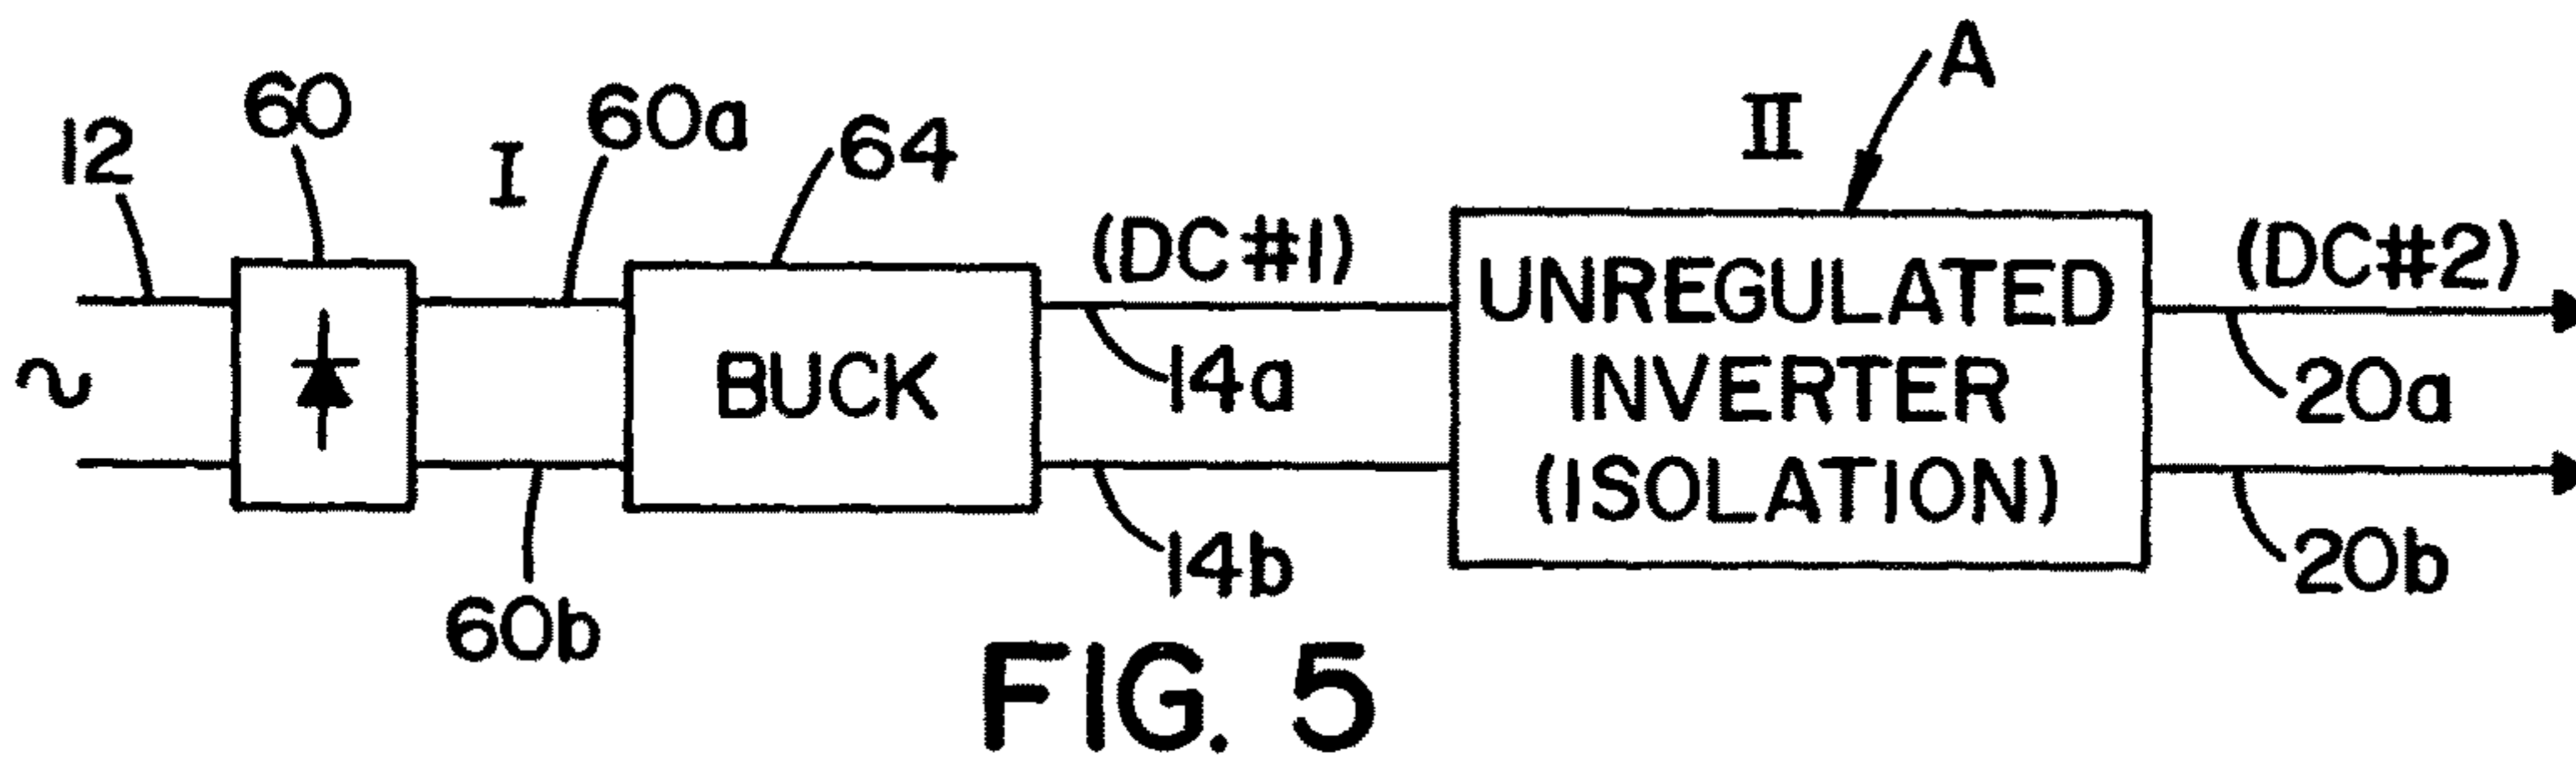 12
60
I
60a
64
(DC#1)
II
A
(DC#2)
BUCK
14a
14b
UNREGULATED
INVERTER
(ISOLATION)
20a
20b
60b
FIG. 5